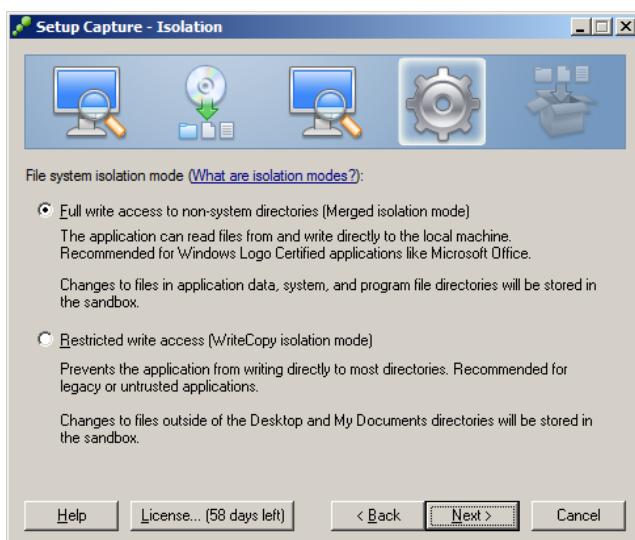 Setup Capture - Isolation
File system isolation mode (What are isolation modes?):
Full write access to non-system directories (Merged isolation mode)
The application can read files from and write directly to the local machine.
Recommended for Windows Logo Certified applications like Microsoft Office.
Changes to files in application data, system, and program file directories will be stored in
the sandbox.
Restricted write access (WriteCopy isolation mode)
Prevents the application from writing directly to most directories. Recommended for
legacy or untrusted applications.
Changes to files outside of the Desktop and My Documents directories will be stored in
the sandbox.
Help License... (58 days left) < Back Next > Cancel